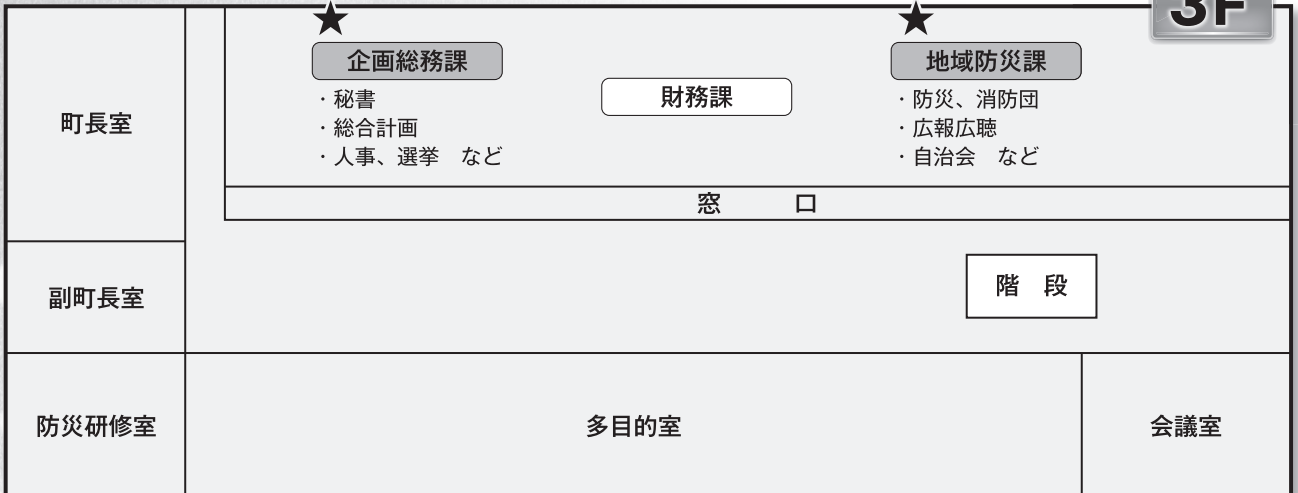 3F
★
企画総務課
・秘書
・総合計画
・人事、選挙　など
財務課
★
地域防災課
・防災、消防団
・広報広聴
・自治会　など
町長室
窓　口
副町長室
階　段
防災研修室
多目的室
会議室